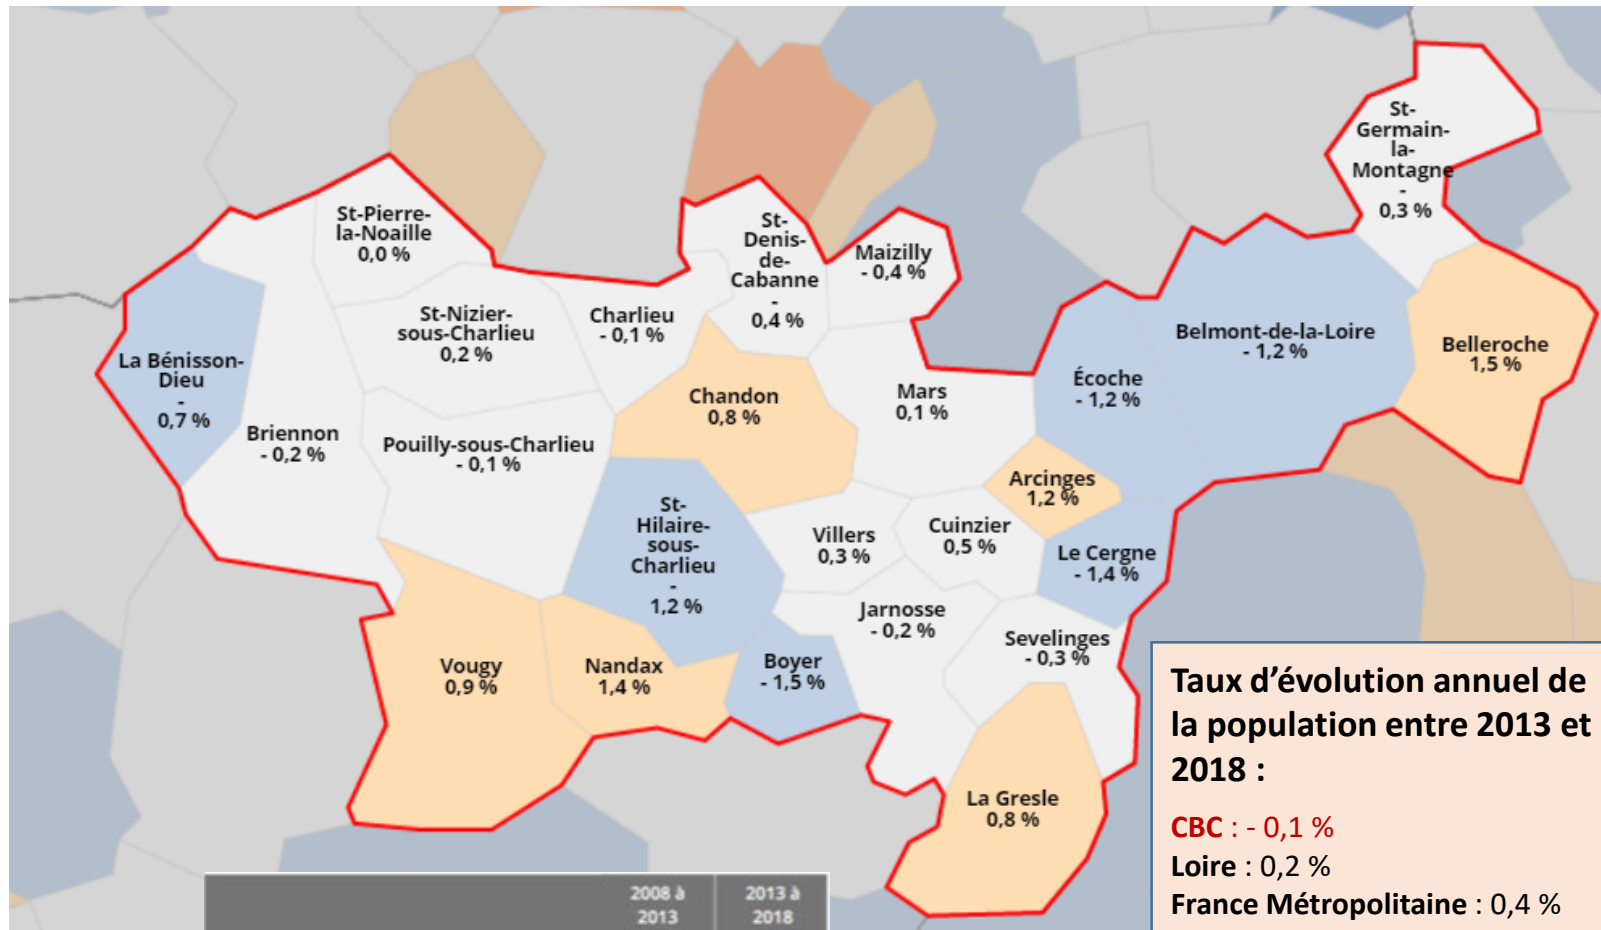 St-
Germain-
la-
Montagne
-
0,3 %
St-Pierre-
la-Noaille
0,0 %
St-
Denis-
de-
Cabanne
-
0,4 %
Maizilly
- 0,4 %
St-Nizier-
sous-Charlieu
0,2 %
Charlieu
- 0,1 %
Belmont-de-la-Loire
- 1,2 %
Belleroche
1,5 %
La Bénisson-
Dieu
-
0,7 %
Écoche
- 1,2 %
Chandon
0,8 %
Mars
0,1 %
Briennon
- 0,2 %
Pouilly-sous-Charlieu
- 0,1 %
Arcinges
1,2 %
St-
Hilaire-
sous-
Charlieu
-
1,2 %
Villers
0,3 %
Cuinzier
0,5 %
Le Cergne
- 1,4 %
Jarnosse
- 0,2 %
Sevelinges
- 0,3 %
Vougy
0,9 %
Nandax
1,4 %
Boyer
- 1,5 %
La Gresle
0,8 %
Taux d’évolution annuel de
la population entre 2013 et
2018 :
CBC : - 0,1 %
Loire : 0,2 %
France Métropolitaine : 0,4 %
2008 à
2013
2013 à
2018